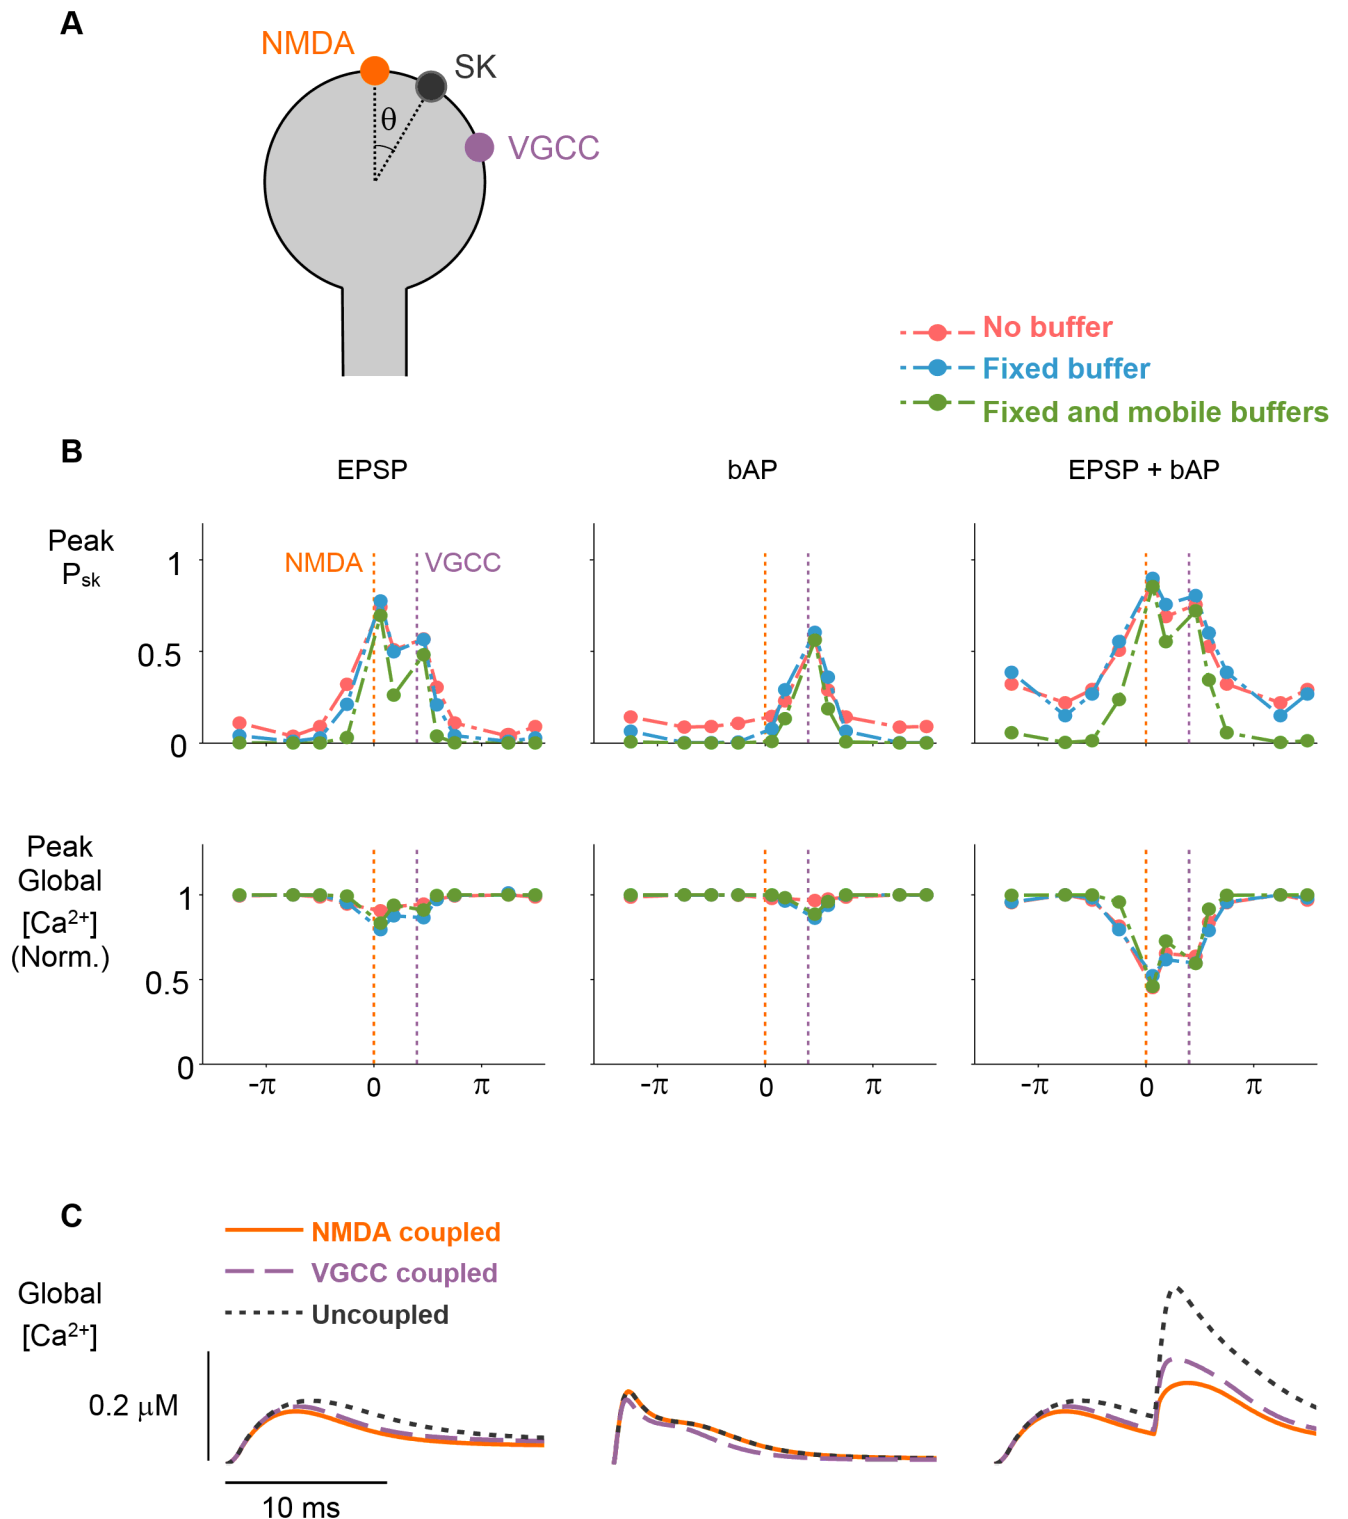 A
NMDA
SK
θ
VGCC
No buffer
Fixed buffer
Fixed and mobile buffers
B
EPSP
bAP
EPSP + bAP
Peak
Psk
1
0.5
0
NMDA
VGCC
Peak
Global
[Ca²⁺]
(Norm.)
1
0.5
0
-π 0 π
-π 0 π
-π 0 π
C
NMDA coupled
VGCC coupled
Uncoupled
Global
[Ca²⁺]
0.2 μM
10 ms